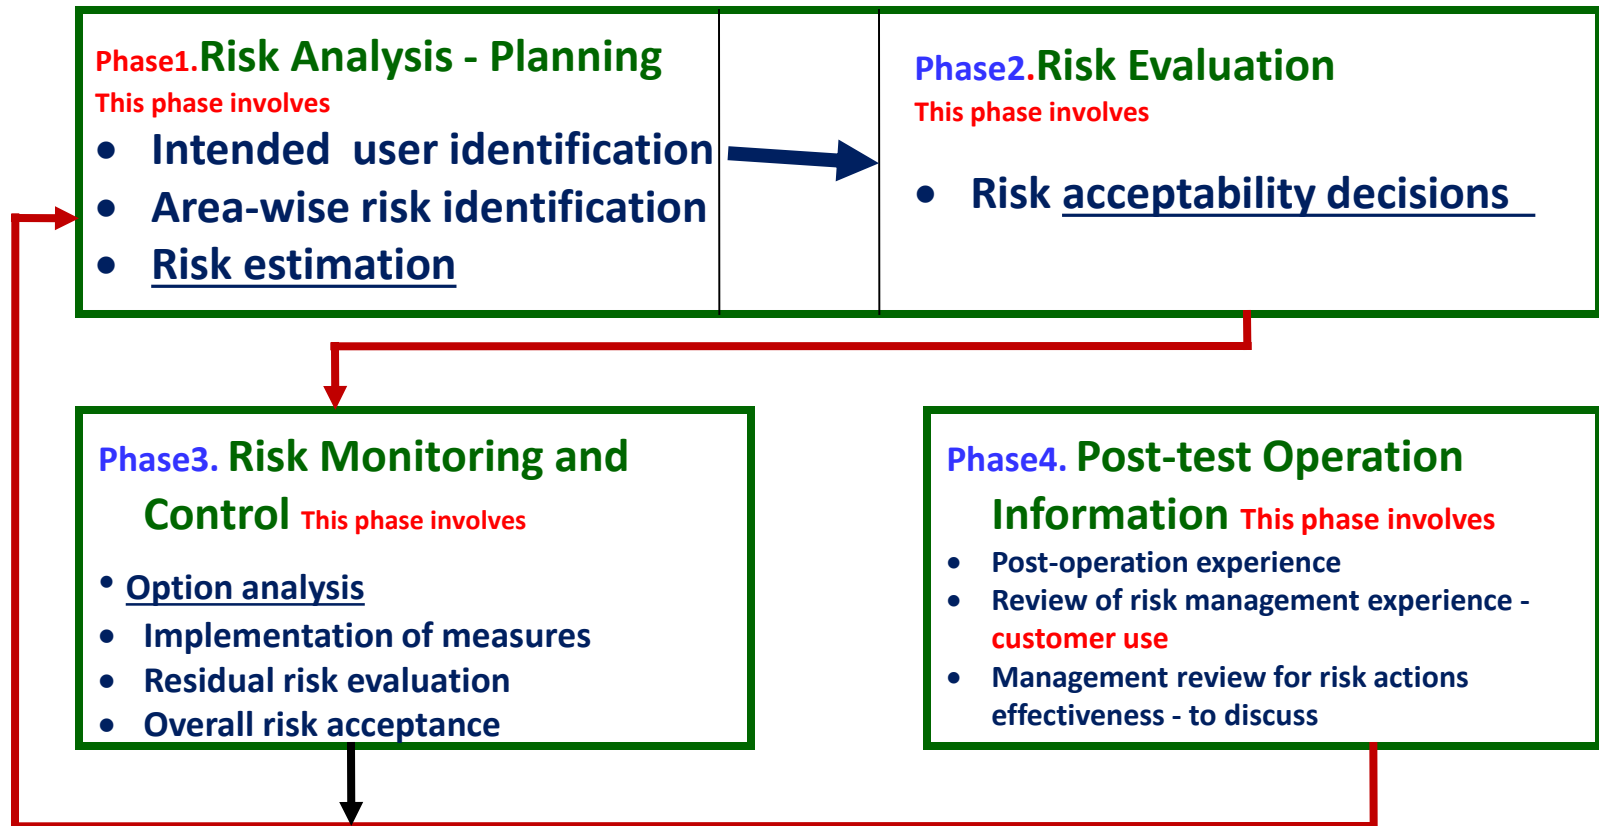 Phase1.Risk Analysis - Planning
This phase involves
• Intended user identification
• Area-wise risk identification
• Risk estimation
Phase2.Risk Evaluation
This phase involves
• Risk acceptability decisions
Phase3. Risk Monitoring and
Control This phase involves
• Option analysis
• Implementation of measures
• Residual risk evaluation
• Overall risk acceptance
Phase4. Post-test Operation
Information This phase involves
• Post-operation experience
• Review of risk management experience -
customer use
• Management review for risk actions
effectiveness - to discuss